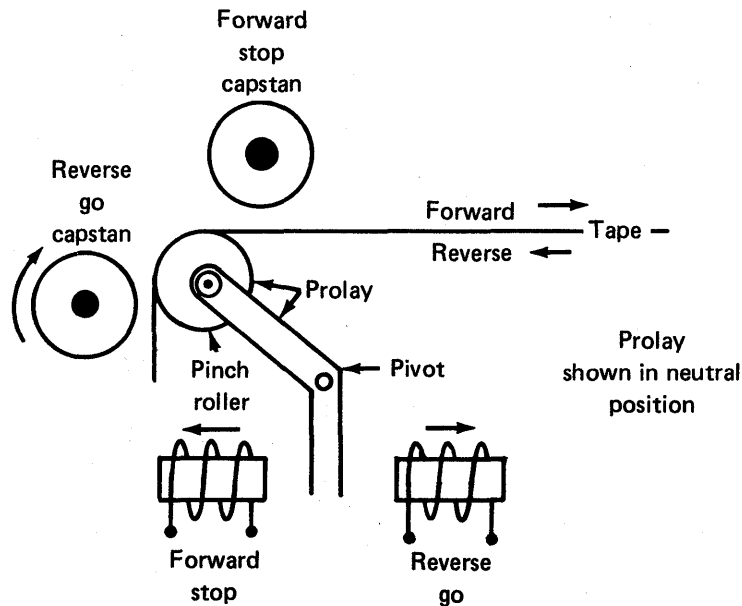 Forward
stop
capstan
Reverse
go
capstan
Forward
Reverse
Tape
Prolay
Pinch
roller
Pivot
Prolay
shown in neutral
position
Forward
stop
Reverse
go